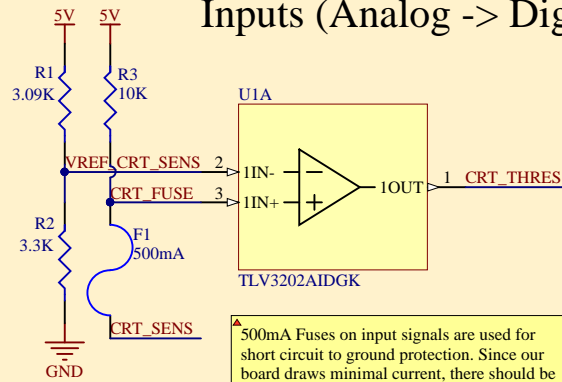 Inputs (Analog -> Dig
5V
5V
R1
3.09K
R3
10K
U1A
VREF_CRT_SENS
2
1IN-
CRT_FUSE
3
1IN+
1OUT
1
CRT_THRES
R2
3.3K
F1
500mA
TLV3202AIDGK
CRT_SENS
GND
500mA Fuses on input signals are used for
short circuit to ground protection. Since our
board draws minimal current, there should be